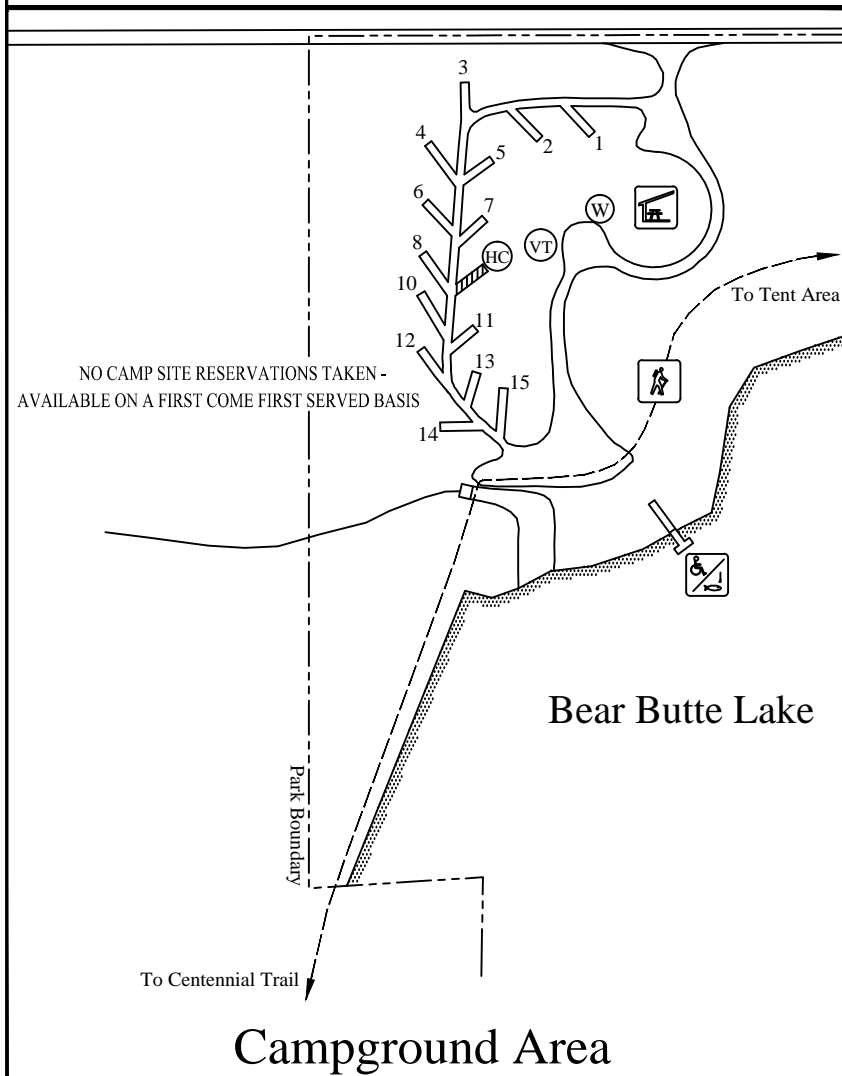 3
4
5
2
1
6
7
W
8
HC
VT
10
To Tent Area
11
12
13
NO CAMP SITE RESERVATIONS TAKEN -
15
AVAILABLE ON A FIRST COME FIRST SERVED BASIS
14
Bear Butte Lake
Park Boundary
To Centennial Trail
Campground Area